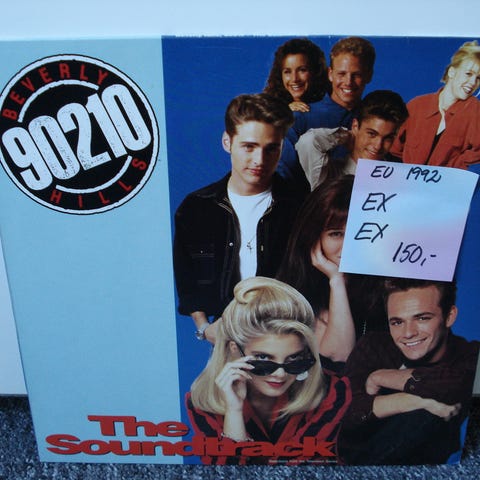 BEVERLY
90210
HILLS
EU 1992
EX
EX
150,-
The
Soundtrack